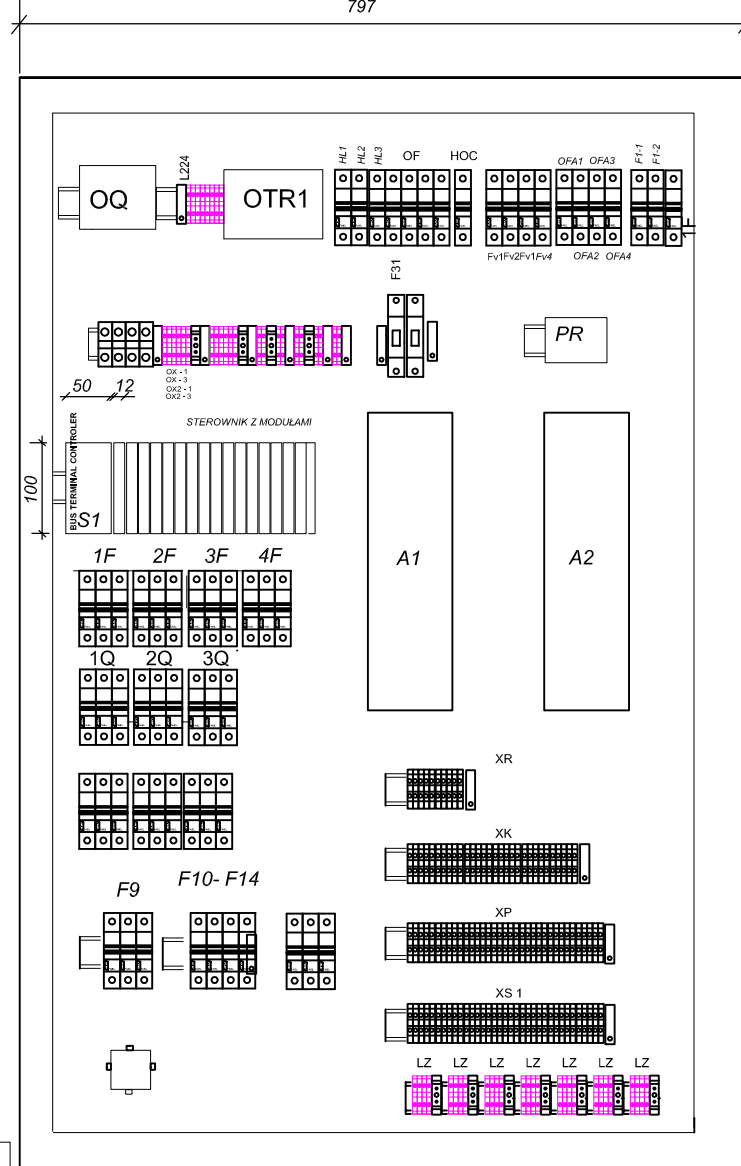 797
L224
HL1
HL2
HL3
OF
HOC
OFA1 OFA3
F1-1
F1-2
OQ
OTR1
1F
Fv1Fv2Fv1Fv4
OFA2 OFA4
F31
PR
OX - 1
OX - 3
OX2 - 1
OX2 - 3
50
12
STEROWNIK Z MODUŁAMI
BUS TERMINAL CONTROLER
100
S1
1F 2F 3F 4F
A1
A2
1Q 2Q 3Q
XR
XK
F9
F10- F14
XP
XS 1
LZ LZ LZ LZ LZ LZ LZ